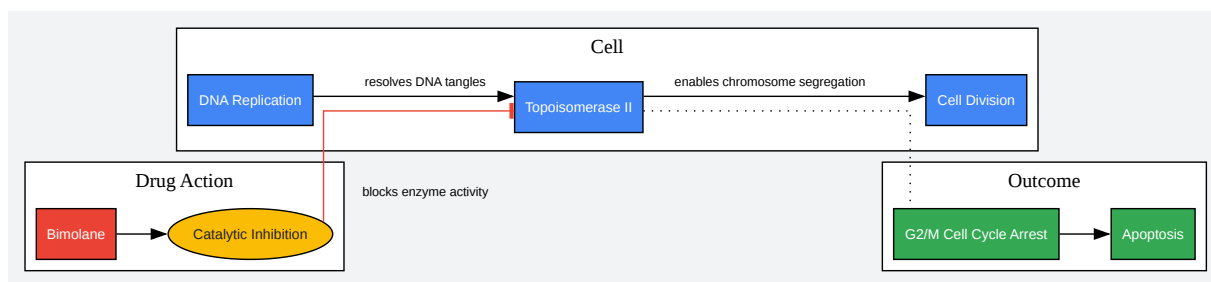 Cell
DNA Replication
resolves DNA tangles
Topoisomerase II
enables chromosome segregation
Cell Division
Drug Action
Bimolane
Catalytic Inhibition
blocks enzyme activity
Outcome
G2/M Cell Cycle Arrest
Apoptosis